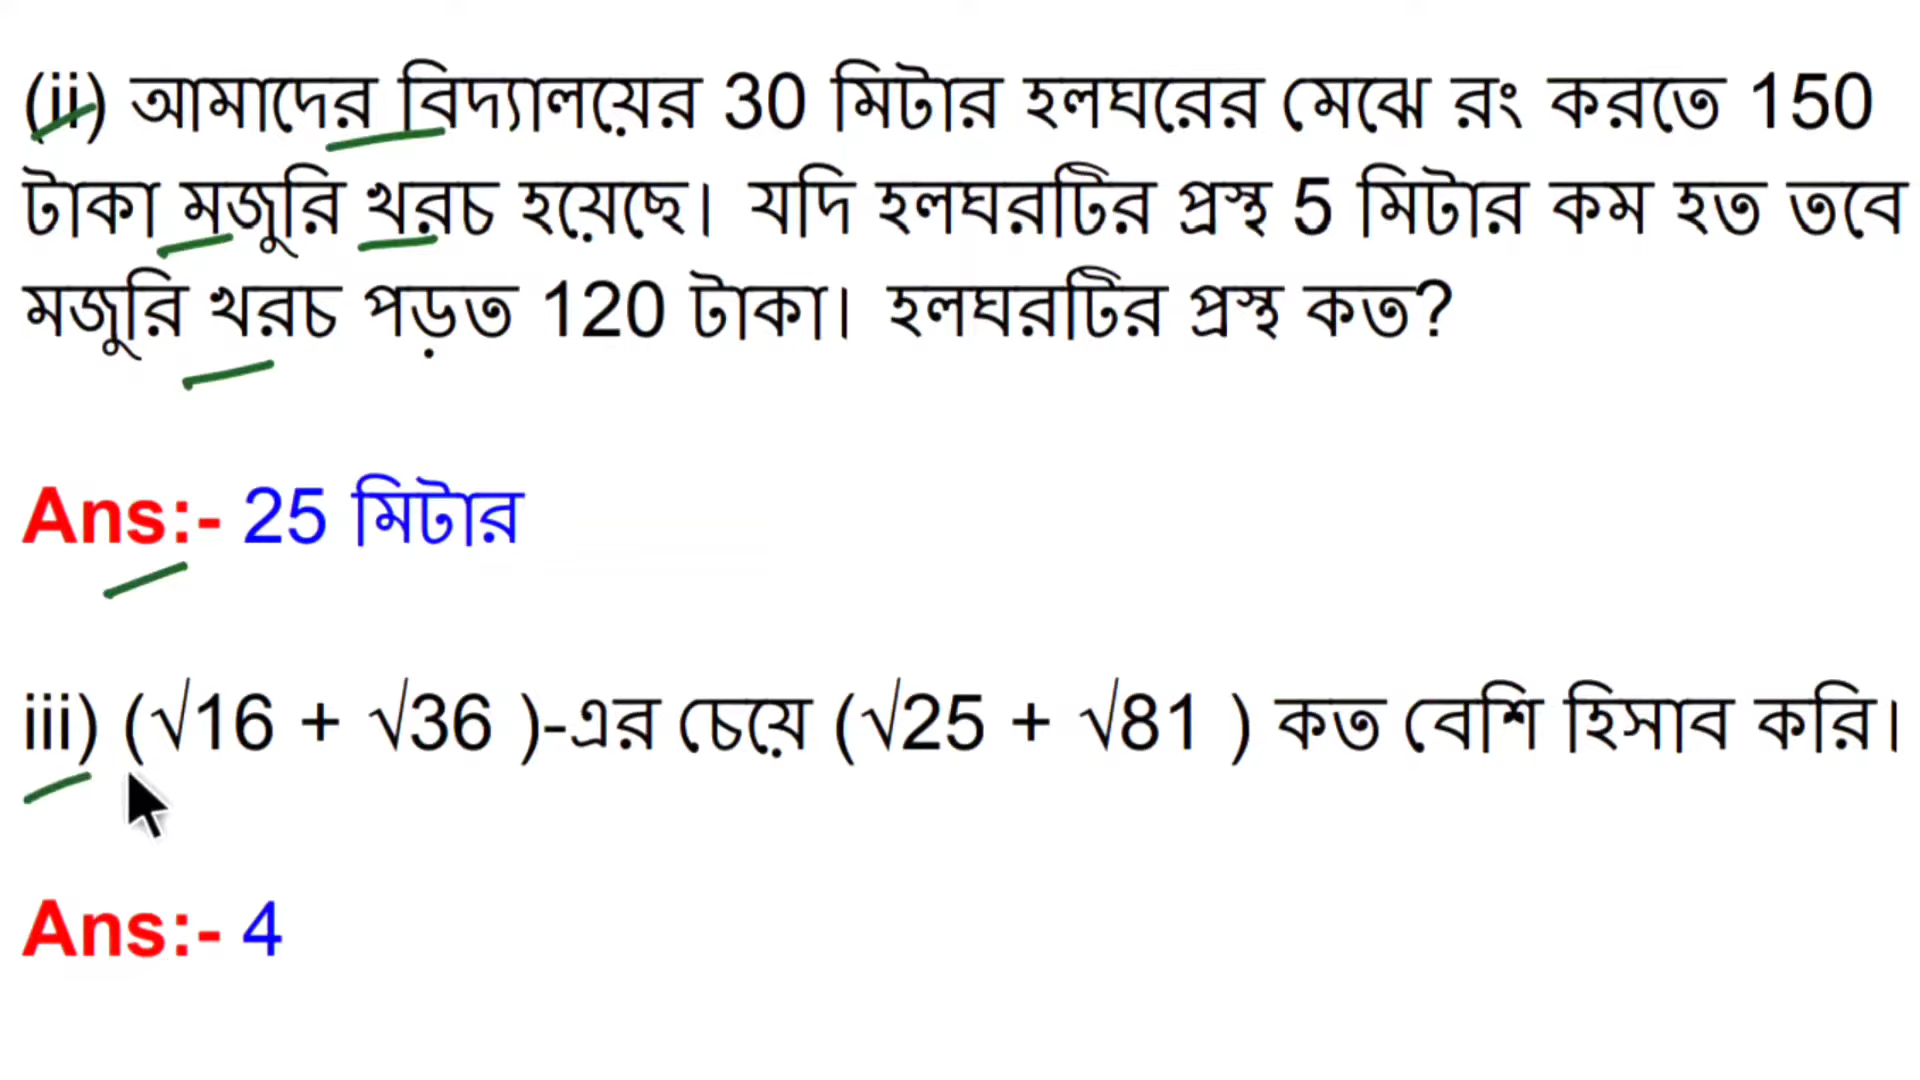 (ii) আমাদের বিদ্যালয়ের 30 মিটার হলঘরের মেঝে রং করতে 150
টাকা মজুরি খরচ হয়েছে। যদি হলঘরটির প্রস্থ 5 মিটার কম হত তবে
মজুরি খরচ পড়ত 120 টাকা। হলঘরটির প্রস্থ কত?
Ans:- 25 মিটার
iii) (√16 + √36 )-এর চেয়ে (√25 + √81 ) কত বেশি হিসাব করি।
Ans:- 4